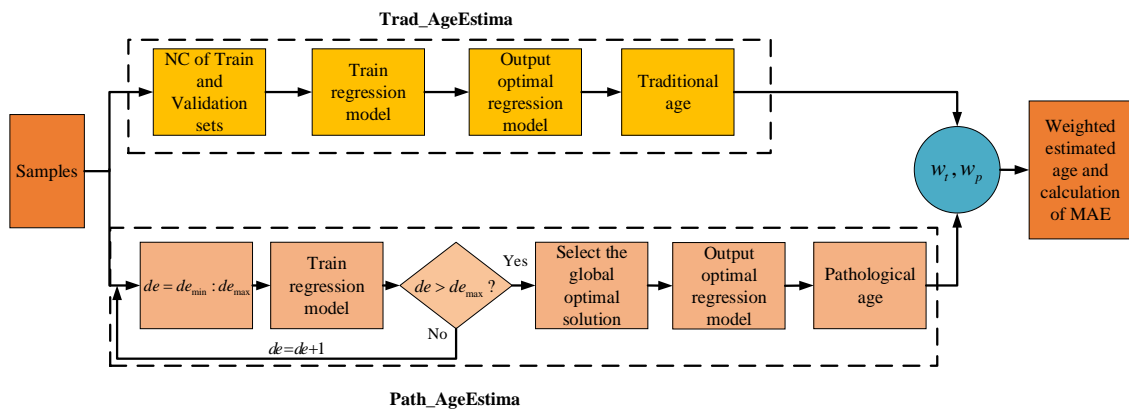 Trad_AgeEstima
NC of Train
and
Validation
sets
Train
regression
model
Output
optimal
regression
model
Traditional
age
Samples
w_t, w_p
Weighted
estimated
age and
calculation
of MAE
de = de_min : de_max
Train
regression
model
de > de_max ?
Yes
No
de=de+1
Select the
global
optimal
solution
Output
optimal
regression
model
Pathological
age
Path_AgeEstima